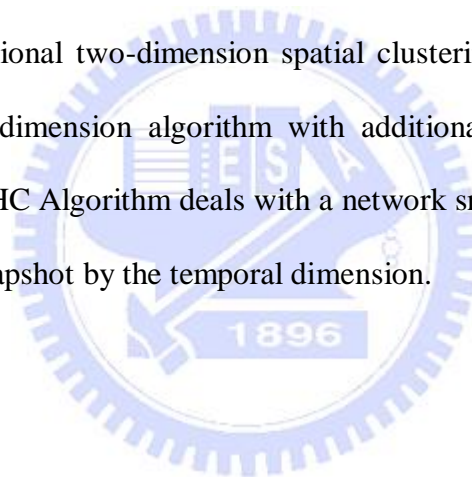 ional two-dimension spatial clusteri
dimension algorithm with additiona
HC Algorithm deals with a network sn
apshot by the temporal dimension.
E S A
1896